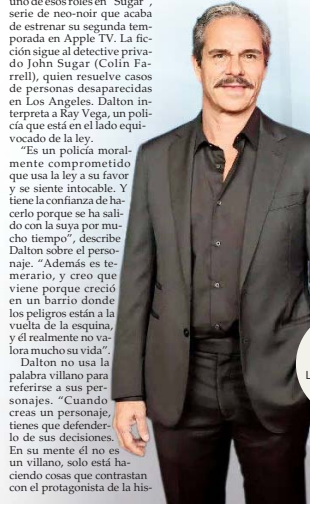 uno de esos roles en "Sugar",
serie de neo-noir que acaba
de estrenar su segunda tem-
porada en Apple TV. La fic-
ción sigue al detective priva-
do John Sugar (Colin Fa-
rrell), quien resuelve casos
de personas desaparecidas
en Los Angeles. Dalton in-
terpreta a Ray Vega, un poli-
cía que está en el lado equi-
vocado de la ley.
"Es un policía moral-
mente comprometido
que usa la ley a su favor
y se siente intocable. Y
tiene la confianza de ha-
cerlo porque se ha sali-
do con la suya por mu-
cho tiempo", describe
Dalton sobre el perso-
naje. "Además es te-
merario, y creo que
viene porque creció
en un barrio donde
los peligros están a la
vuelta de la esquina,
y él realmente no va-
lora mucho su vida".
Dalton no usa la
palabra villano para
referirse a sus per-
sonajes. "Cuando
creas un personaje,
tienes que defender-
lo de sus decisiones.
En su mente él no es
un villano, solo está ha-
ciendo cosas que contrastan
con el protagonista de la his-
L